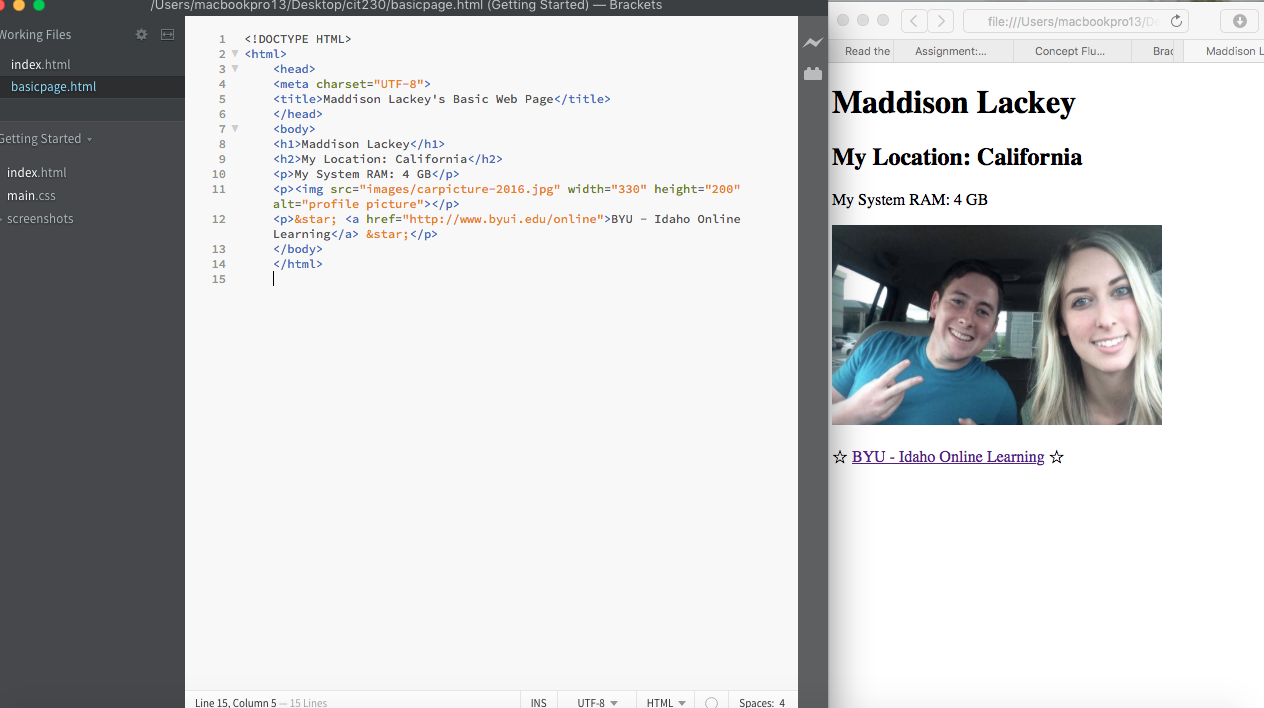 /Users/macbookpro13/Desktop/cit230/basicpage.html (Getting Started) — Brackets
Working Files
index.html
basicpage.html
Getting Started
index.html
main.css
screenshots
1 <!DOCTYPE HTML>
2 <html>
3 <head>
4 <meta charset="UTF-8">
5 <title>Maddison Lackey's Basic Web Page</title>
6 </head>
7 <body>
8 <h1>Maddison Lackey</h1>
9 <h2>My Location: California</h2>
10 <p>My System RAM: 4 GB</p>
11 <p><img src="images/carpicture-2016.jpg" width="330" height="200"
alt="profile picture"></p>
12 <p>&star; <a href="http://www.byui.edu/online">BYU - Idaho Online
Learning</a> &star;</p>
13 </body>
14 </html>
15
Line 15, Column 5 — 15 Lines
INS UTF-8 HTML Spaces: 4
file:///Users/macbookpro13/D
Read the Assignment:... Concept Flu... Brac Maddison L
Maddison Lackey
My Location: California
My System RAM: 4 GB
☆ BYU - Idaho Online Learning ☆